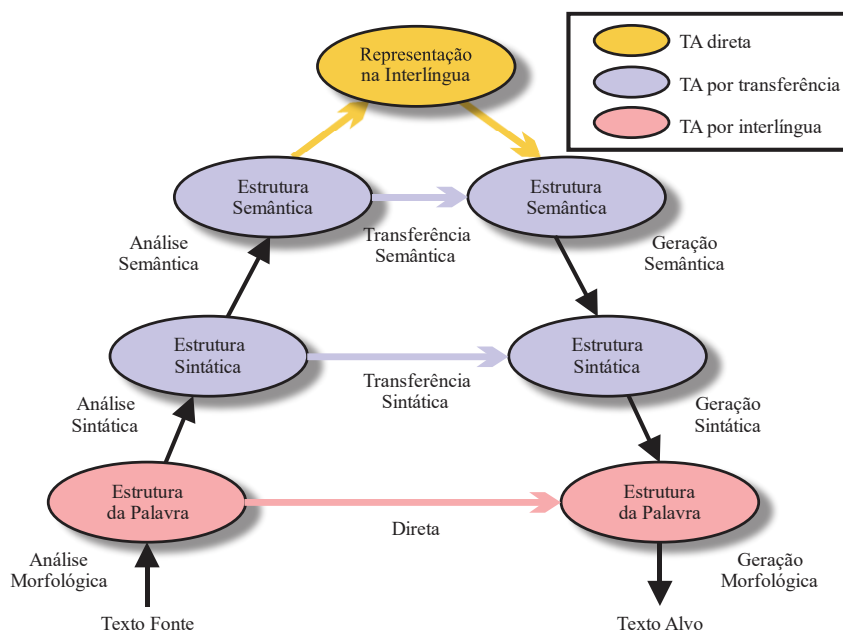 Representação
na Interlíngua
TA direta
TA por transferência
TA por interlíngua
Estrutura
Semântica
Estrutura
Semântica
Análise
Semântica
Transferência
Semântica
Geração
Semântica
Estrutura
Sintática
Estrutura
Sintática
Análise
Sintática
Transferência
Sintática
Geração
Sintática
Estrutura
da Palavra
Estrutura
da Palavra
Direta
Análise
Morfológica
Geração
Morfológica
Texto Fonte
Texto Alvo